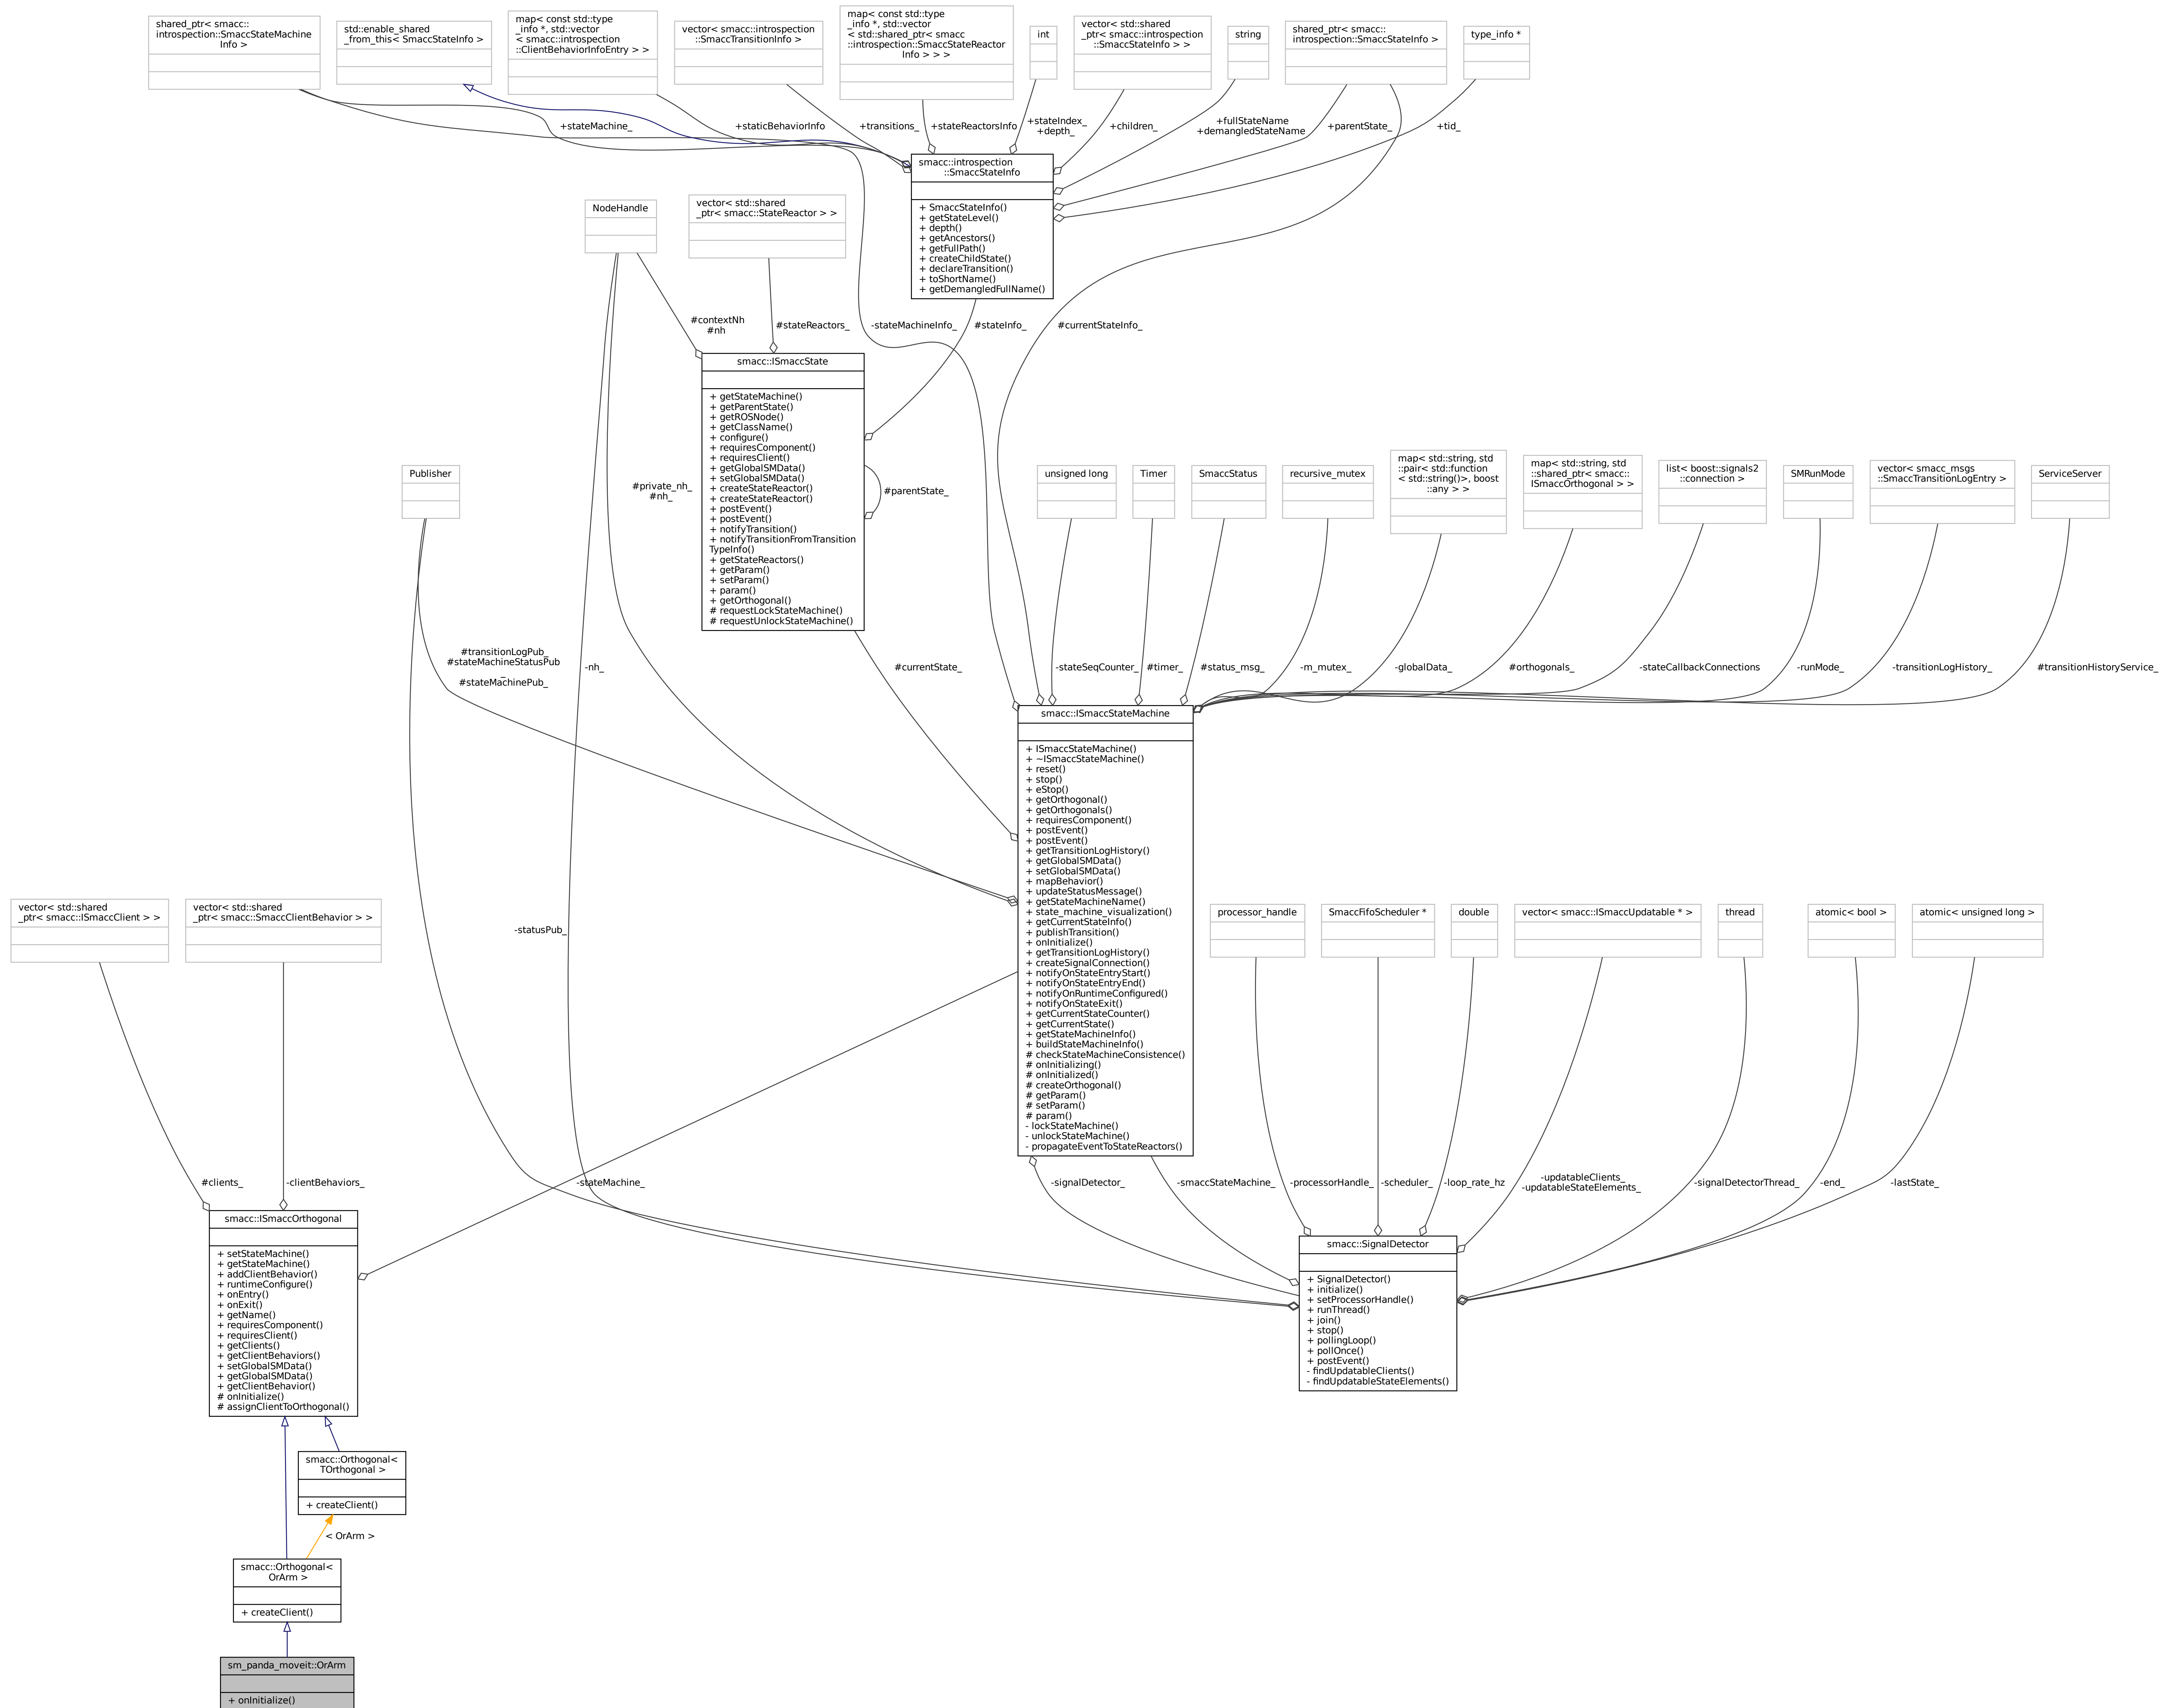 shared_ptr< smacc::
introspection::SmaccStateMachine
Info >
std::enable_shared
_from_this< SmaccStateInfo >
map< const std::type
_info *, std::vector
< smacc::introspection
::ClientBehaviorInfoEntry > >
vector< smacc::introspection
::SmaccTransitionInfo >
map< const std::type
_info *, std::vector
< std::shared_ptr< smacc
::introspection::SmaccStateReactor
Info > > >
int
vector< std::shared
_ptr< smacc::introspection
::SmaccStateInfo > >
string
shared_ptr< smacc::
introspection::SmaccStateInfo >
type_info *
+stateMachine_
+staticBehaviorInfo
+transitions_
+stateReactorsInfo
+stateIndex_
+depth_
+children_
+fullStateName
+demangledStateName
+parentState_
+tid_
smacc::introspection
::SmaccStateInfo
+ SmaccStateInfo()
+ getStateLevel()
+ depth()
+ getAncestors()
+ getFullPath()
+ createChildState()
+ declareTransition()
+ toShortName()
+ getDemangledFullName()
NodeHandle
vector< std::shared
_ptr< smacc::StateReactor > >
#contextNh
#nh
#stateReactors_
-stateMachineInfo_
#stateInfo_
#currentStateInfo_
smacc::ISmaccState
+ getStateMachine()
+ getParentState()
+ getROSNode()
+ getClassName()
+ configure()
+ requiresComponent()
+ requiresClient()
+ getGlobalSMData()
+ setGlobalSMData()
+ createStateReactor()
+ createStateReactor()
+ postEvent()
+ postEvent()
+ notifyTransition()
+ notifyTransitionFromTransition
TypeInfo()
+ getStateReactors()
+ getParam()
+ setParam()
+ param()
+ getOrthogonal()
# requestLockStateMachine()
# requestUnlockStateMachine()
#parentState_
Publisher
#private_nh_
#nh_
unsigned long
Timer
SmaccStatus
recursive_mutex
map< std::string, std
::pair< std::function
< std::string()>, boost
::any > >
map< std::string, std
::shared_ptr< smacc::
ISmaccOrthogonal > >
list< boost::signals2
::connection >
SMRunMode
vector< smacc_msgs
::SmaccTransitionLogEntry >
ServiceServer
#transitionLogPub_
#stateMachineStatusPub
_
#stateMachinePub_
-nh_
#currentState_
-stateSeqCounter_
#timer_
#status_msg_
-m_mutex_
-globalData_
#orthogonals_
-stateCallbackConnections
-runMode_
-transitionLogHistory_
#transitionHistoryService_
smacc::ISmaccStateMachine
+ ISmaccStateMachine()
+ ~ISmaccStateMachine()
+ reset()
+ stop()
+ eStop()
+ getOrthogonal()
+ getOrthogonals()
+ requiresComponent()
+ postEvent()
+ postEvent()
+ getTransitionLogHistory()
+ getGlobalSMData()
+ setGlobalSMData()
+ mapBehavior()
+ updateStatusMessage()
+ getStateMachineName()
+ state_machine_visualization()
+ getCurrentStateInfo()
+ publishTransition()
+ onInitialize()
+ getTransitionLogHistory()
+ createSignalConnection()
+ notifyOnStateEntryStart()
+ notifyOnStateEntryEnd()
+ notifyOnRuntimeConfigured()
+ notifyOnStateExit()
+ getCurrentStateCounter()
+ getCurrentState()
+ getStateMachineInfo()
+ buildStateMachineInfo()
# checkStateMachineConsistence()
# onInitializing()
# onInitialized()
# createOrthogonal()
# getParam()
# setParam()
# param()
- lockStateMachine()
- unlockStateMachine()
- propagateEventToStateReactors()
vector< std::shared
_ptr< smacc::ISmaccClient > >
vector< std::shared
_ptr< smacc::SmaccClientBehavior > >
-statusPub_
processor_handle
SmaccFifoScheduler *
double
vector< smacc::ISmaccUpdatable * >
thread
atomic< bool >
atomic< unsigned long >
#clients_
-clientBehaviors_
-stateMachine_
-signalDetector_
-smaccStateMachine_
-processorHandle_
-scheduler_
-loop_rate_hz
-updatableClients_
-updatableStateElements_
-signalDetectorThread_
-end_
-lastState_
smacc::ISmaccOrthogonal
+ setStateMachine()
+ getStateMachine()
+ addClientBehavior()
+ runtimeConfigure()
+ onEntry()
+ onExit()
+ getName()
+ requiresComponent()
+ requiresClient()
+ getClients()
+ getClientBehaviors()
+ setGlobalSMData()
+ getGlobalSMData()
+ getClientBehavior()
# onInitialize()
# assignClientToOrthogonal()
smacc::SignalDetector
+ SignalDetector()
+ initialize()
+ setProcessorHandle()
+ runThread()
+ join()
+ stop()
+ pollingLoop()
+ pollOnce()
+ postEvent()
- findUpdatableClients()
- findUpdatableStateElements()
smacc::Orthogonal<
TOrthogonal >
+ createClient()
< OrArm >
smacc::Orthogonal<
OrArm >
+ createClient()
sm_panda_moveit::OrArm
+ onInitialize()